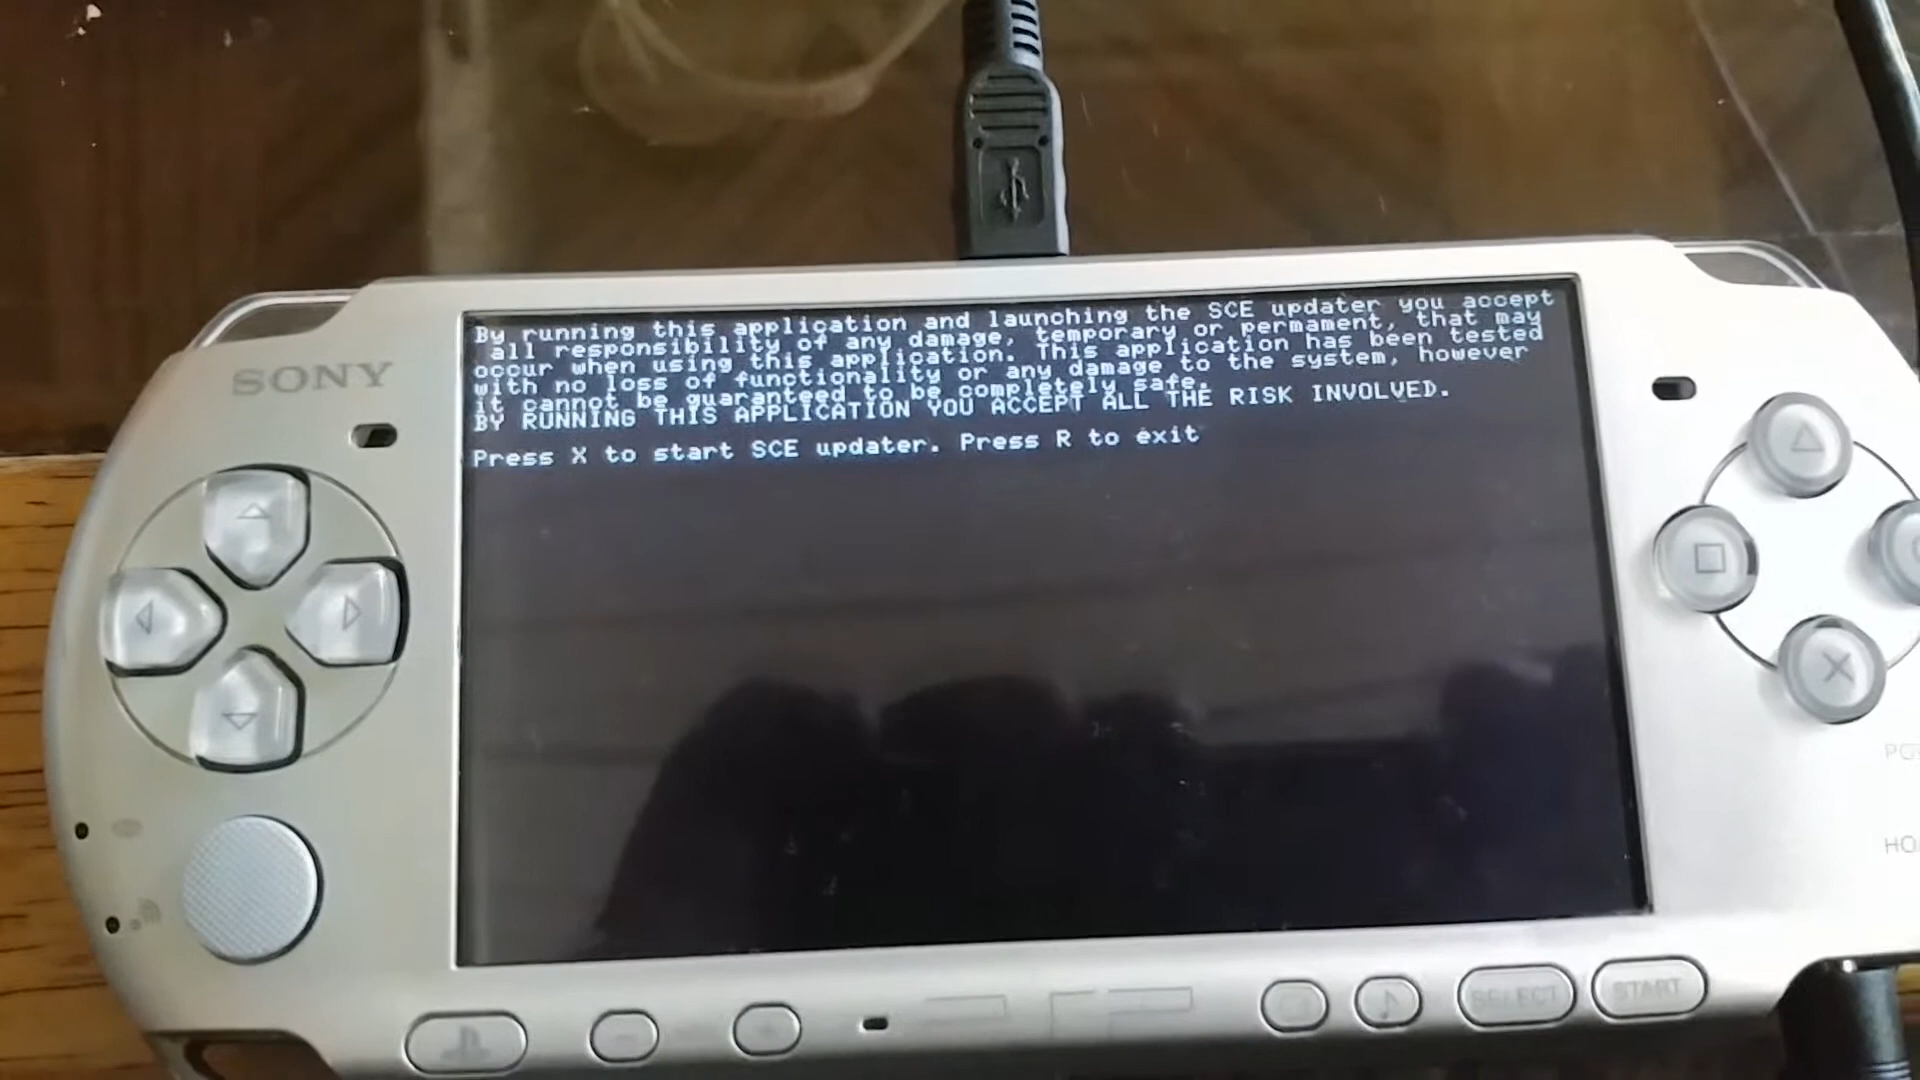 SONY
By running this application and launching the SCE updater you accept
all responsibility of any damage, temporary or permament, that may
occur when using this application. This application has been tested
with no loss of functionality or any damage to the system, however
it cannot be guaranteed to be completely safe.
BY RUNNING THIS APPLICATION YOU ACCEPT ALL THE RISK INVOLVED.
Press X to start SCE updater. Press R to exit
SELECT
START